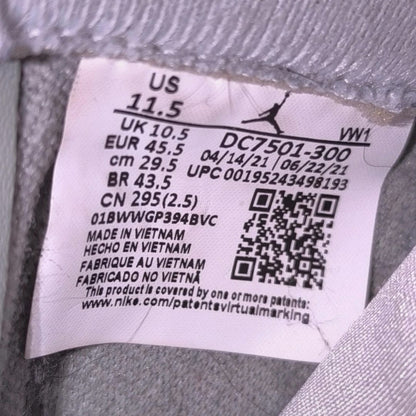 US
11.5
VW1
UK 10.5
DC7501-300
EUR 45,5
04/14/21 | 06/22/21
cm 29,5
UPC 00195243498193
BR 43,5
CN 295(2.5)
01BWWGP394BVC
MADE IN VIETNAM
HECHO EN VIETNAM
FABRIQUE AU VIETNAM
FABRICADO NO VIETNÃ
This product is covered by one or more patents:
www.nike.com/patentsvirtualmarking